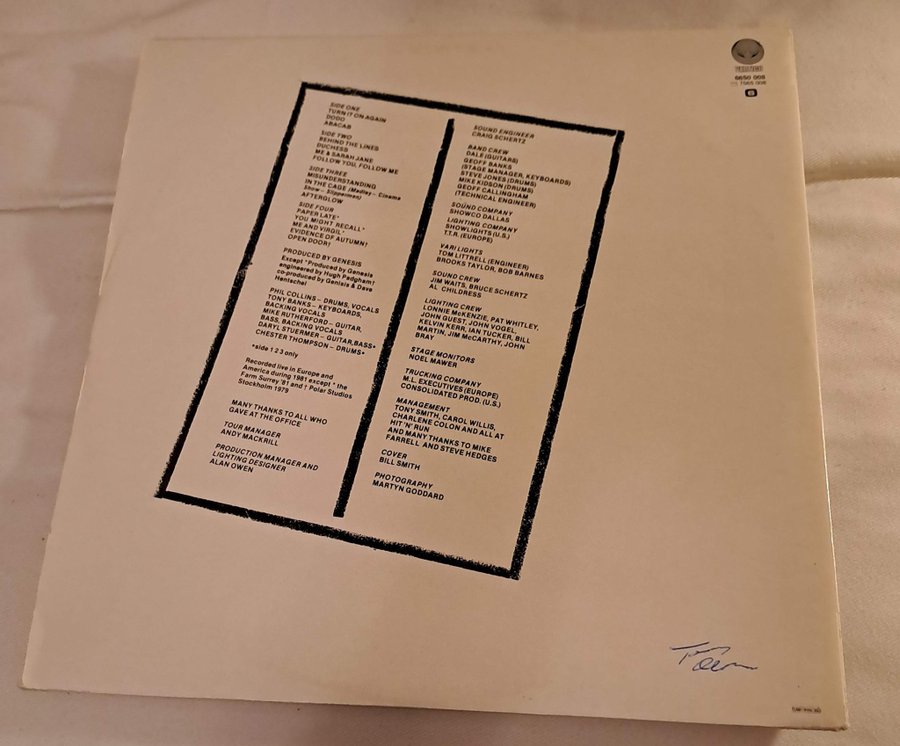 SIDE ONE
TURN IT ON AGAIN
DODO
ABACAB
SIDE TWO
BEHIND THE LINES
DUCHESS
ME & SARAH JANE
FOLLOW YOU, FOLLOW ME
SIDE THREE
MISUNDERSTANDING
IN THE CAGE (Medley – Cinema
Show – Slippermen)
AFTERGLOW
SIDE FOUR
PAPER LATE*
YOU MIGHT RECALL*
ME AND VIRGIL*
EVIDENCE OF AUTUMN†
OPEN DOOR†
PRODUCED BY GENESIS
Except *Produced by Genesis
engineered by Hugh Padgham†
co-produced by Genisis & Dave
Hentschel
PHIL COLLINS – DRUMS, VOCALS
TONY BANKS – KEYBOARDS,
BACKING VOCALS
MIKE RUTHERFORD – GUITAR,
BASS, BACKING VOCALS
DARYL STUERMER – GUITAR, BASS•
CHESTER THOMPSON – DRUMS•
•side 1 2 3 only
Recorded live in Europe and
America during 1981 except * the
Farm Surrey '81 and † Polar Studios
Stockholm 1979
MANY THANKS TO ALL WHO
GAVE AT THE OFFICE
TOUR MANAGER
ANDY MACKRILL
PRODUCTION MANAGER AND
LIGHTING DESIGNER
ALAN OWEN
SOUND ENGINEER
CRAIG SCHERTZ
BAND CREW
DALE (GUITARS)
GEOFF BANKS
(STAGE MANAGER, KEYBOARDS)
STEVE JONES (DRUMS)
MIKE KIDSON (DRUMS)
GEOFF CALLINGHAM
(TECHNICAL ENGINEER)
SOUND COMPANY
SHOWCO DALLAS
LIGHTING COMPANY
SHOWLIGHTS (U.S.)
T.T.R. (EUROPE)
VARI LIGHTS
TOM LITTRELL (ENGINEER)
BROOKS TAYLOR, BOB BARNES
SOUND CREW
JIM WAITS, BRUCE SCHERTZ
AL CHILDRESS
LIGHTING CREW
LONNIE McKENZIE, PAT WHITLEY,
JOHN GUEST, JOHN VOGEL,
KELVIN KERR, IAN TUCKER, BILL
MARTIN, JIM McCARTHY, JOHN
BRAY
STAGE MONITORS
NOEL MAWER
TRUCKING COMPANY
M.L. EXECUTIVES (EUROPE)
CONSOLIDATED PROD. (U.S.)
MANAGEMENT
TONY SMITH, CAROL WILLIS,
CHARLENE COLON AND ALL AT
HIT 'N' RUN
AND MANY THANKS TO MIKE
FARRELL AND STEVE HEDGES
COVER
BILL SMITH
PHOTOGRAPHY
MARTYN GODDARD
VERTIGO
6650 008